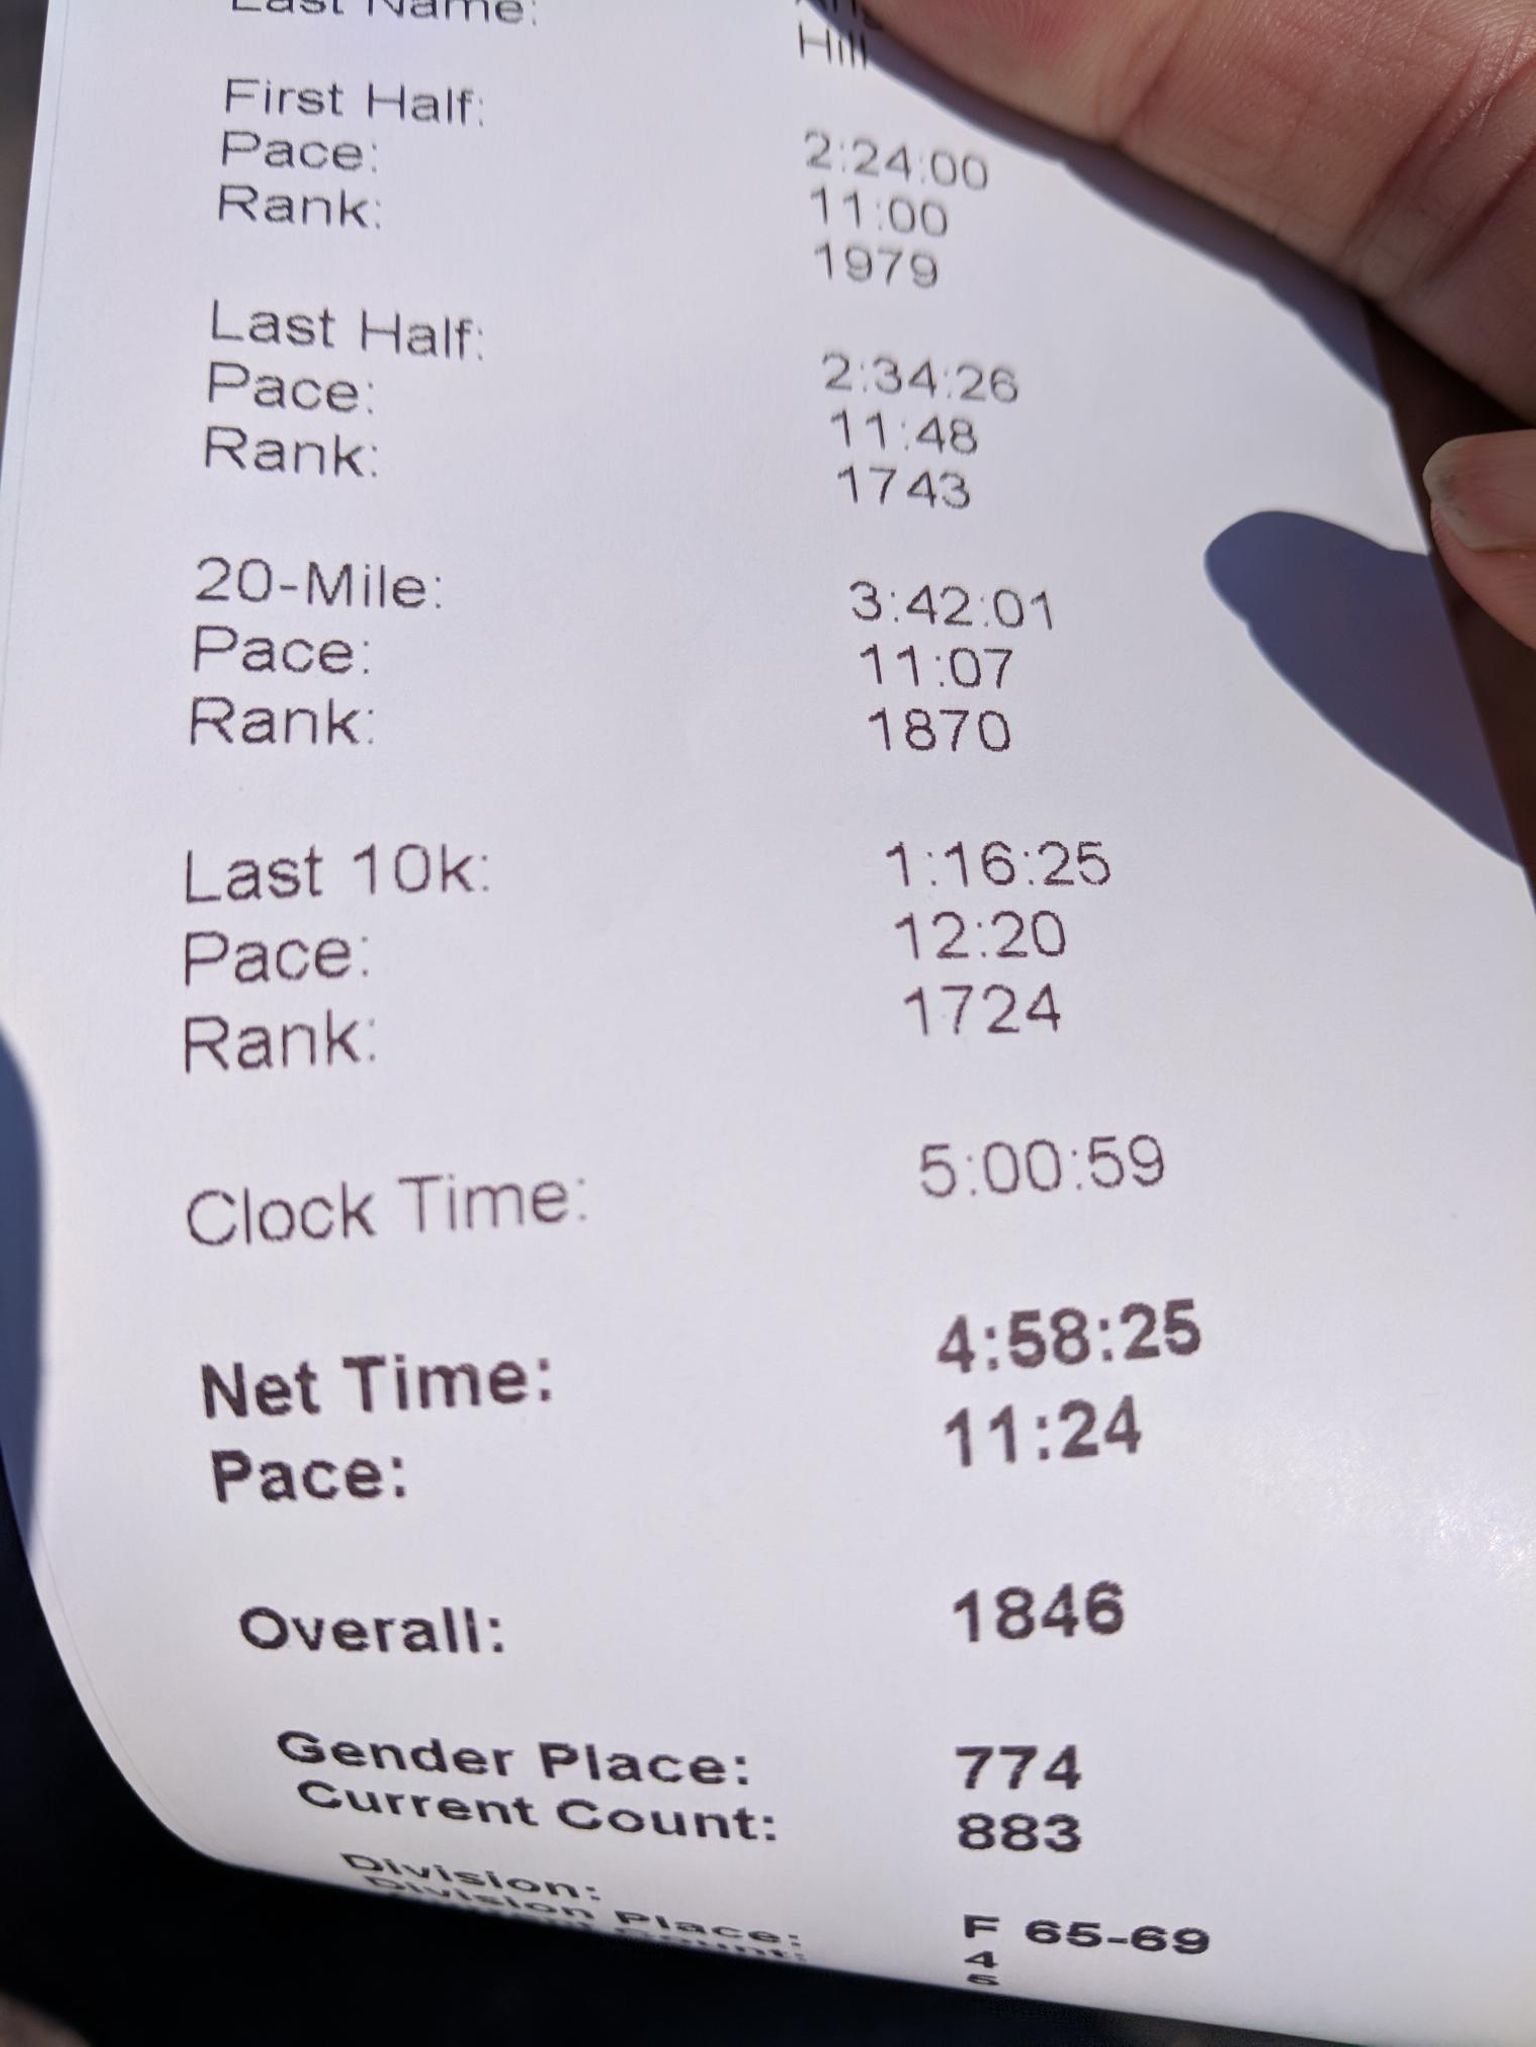 Last Name:
Hill
First Half: 2:24:00
Pace: 11:00
Rank: 1979
Last Half: 2:34:26
Pace: 11:48
Rank: 1743
20-Mile: 3:42:01
Pace: 11:07
Rank: 1870
Last 10k: 1:16:25
Pace: 12:20
Rank: 1724
Clock Time: 5:00:59
Net Time: 4:58:25
Pace: 11:24
Overall: 1846
Gender Place: 774
Current Count: 883
Division: F 65-69
Division Place: 4
Count: